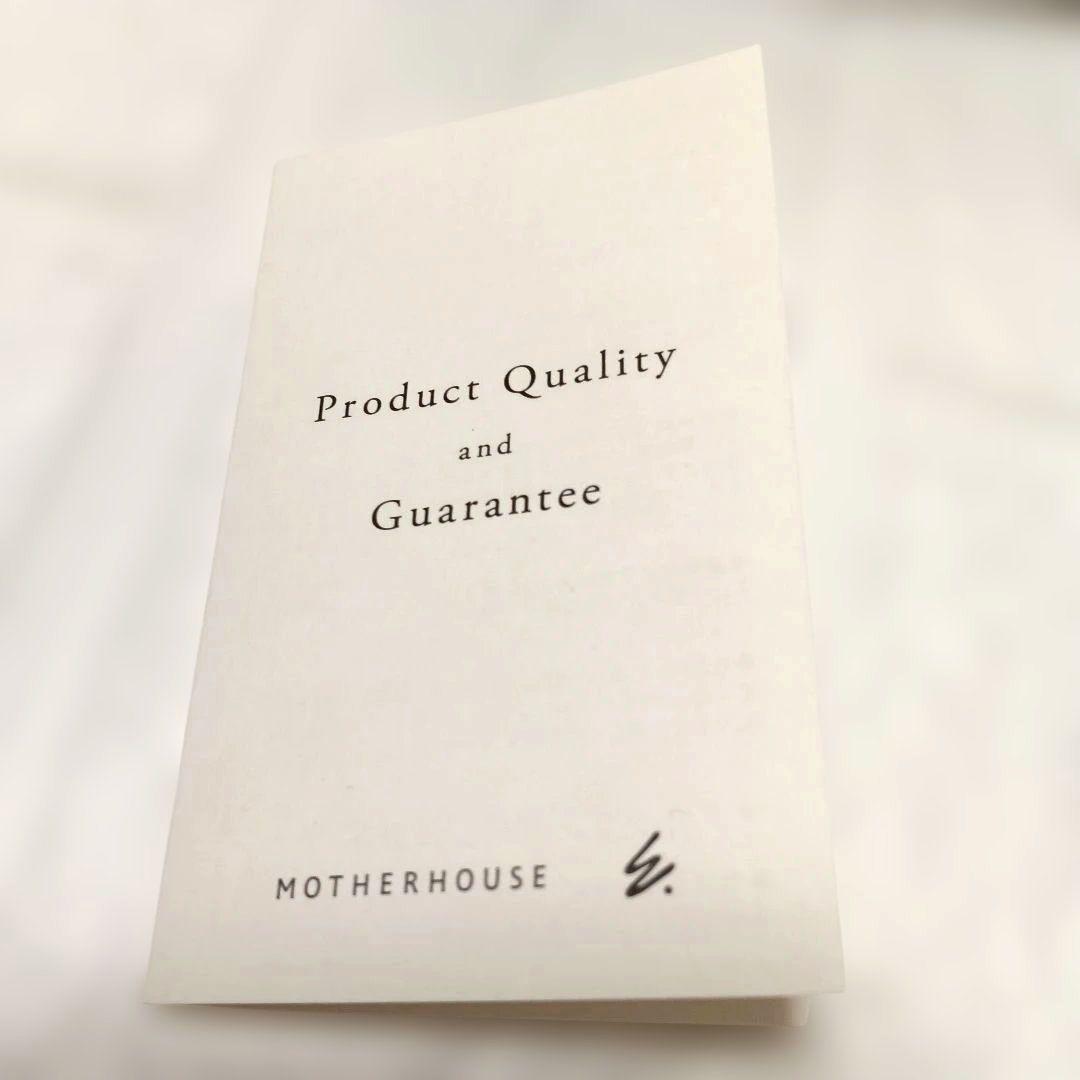 Product Quality
and
Guarantee
MOTHERHOUSE